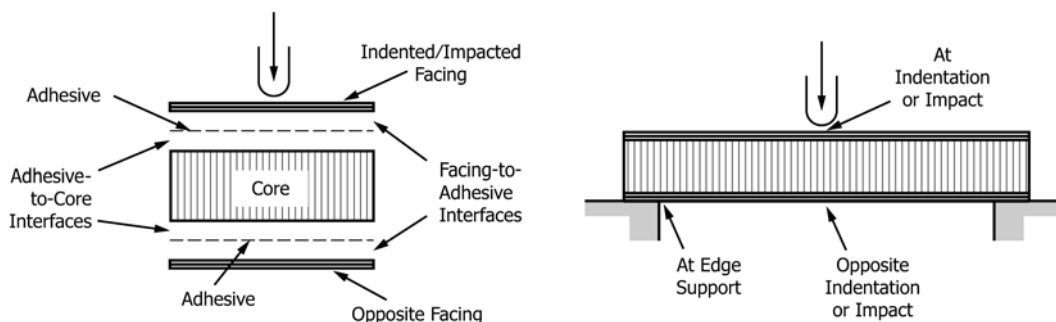 Indented/Impacted
Facing
Adhesive
Adhesive-
to-Core
Interfaces
Core
Facing-to-
Adhesive
Interfaces
Adhesive
Opposite Facing
At
Indentation
or Impact
At Edge
Support
Opposite
Indentation
or Impact